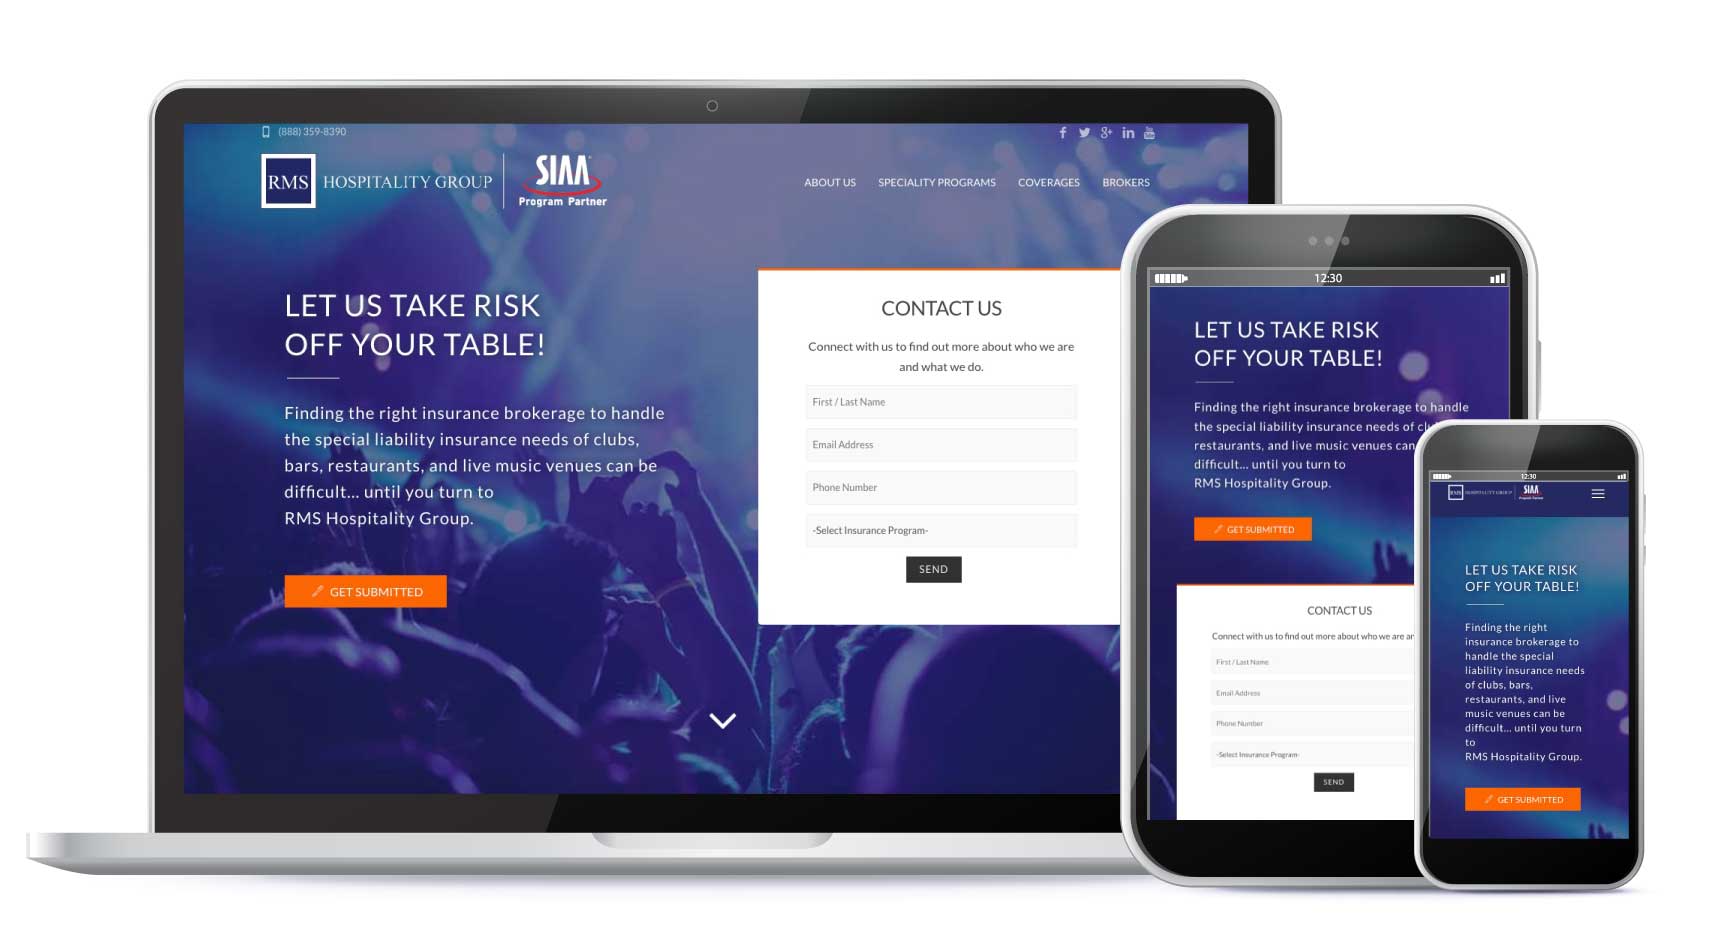 (888) 359-8390
RMS HOSPITALITY GROUP
SIAA
Program Partner
ABOUT US SPECIALITY PROGRAMS COVERAGES BROKERS
LET US TAKE RISK
OFF YOUR TABLE!
Finding the right insurance brokerage to handle
the special liability insurance needs of clubs,
bars, restaurants, and live music venues can be
difficult... until you turn to
RMS Hospitality Group.
GET SUBMITTED
CONTACT US
Connect with us to find out more about who we are
and what we do.
First / Last Name
Email Address
Phone Number
-Select Insurance Program-
SEND
12:30
LET US TAKE RISK
OFF YOUR TABLE!
Finding the right insurance brokerage to handle
the special liability insurance needs of
restaurants, and live music venues can
difficult... until you turn to
RMS Hospitality Group.
GET SUBMITTED
CONTACT US
Connect with us to find out more about who we are
First / Last Name
Email Address
Phone Number
-Select Insurance Program-
SEND
12:30
RMS HOSPITALITY GROUP
SIAA
Program Partner
LET US TAKE RISK
OFF YOUR TABLE!
Finding the right
insurance brokerage to
handle the special
liability insurance needs
of clubs, bars,
restaurants, and live
music venues can be
difficult... until you turn
to
RMS Hospitality Group.
GET SUBMITTED